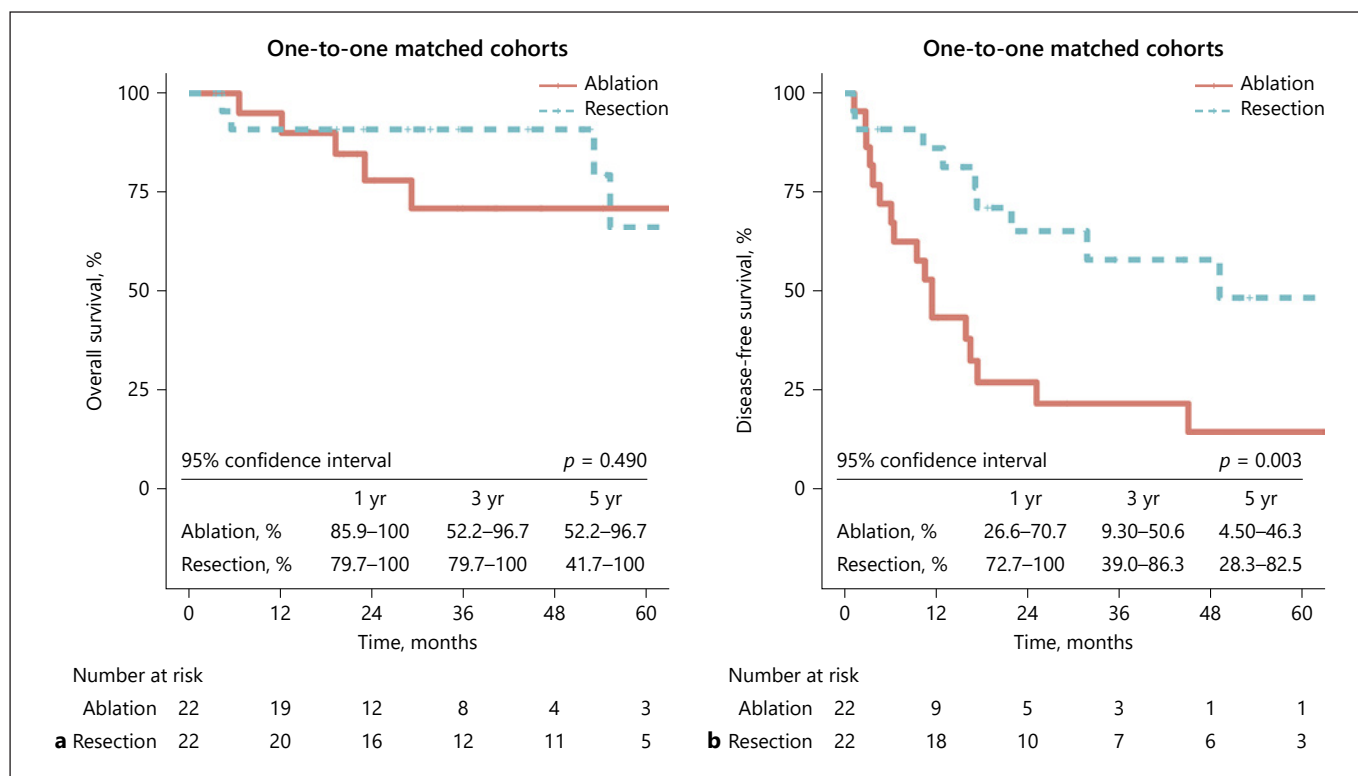 One-to-one matched cohorts
Ablation
Resection
100
75
50
25
0
Overall survival, %
95% confidence interval p = 0.490
1 yr 3 yr 5 yr
Ablation, % 85.9–100 52.2–96.7 52.2–96.7
Resection, % 79.7–100 79.7–100 41.7–100
0 12 24 36 48 60
Time, months
Number at risk
Ablation 22 19 12 8 4 3
a Resection 22 20 16 12 11 5
One-to-one matched cohorts
Ablation
Resection
100
75
50
25
0
Disease-free survival, %
95% confidence interval p = 0.003
1 yr 3 yr 5 yr
Ablation, % 26.6–70.7 9.30–50.6 4.50–46.3
Resection, % 72.7–100 39.0–86.3 28.3–82.5
0 12 24 36 48 60
Time, months
Number at risk
Ablation 22 9 5 3 1 1
b Resection 22 18 10 7 6 3